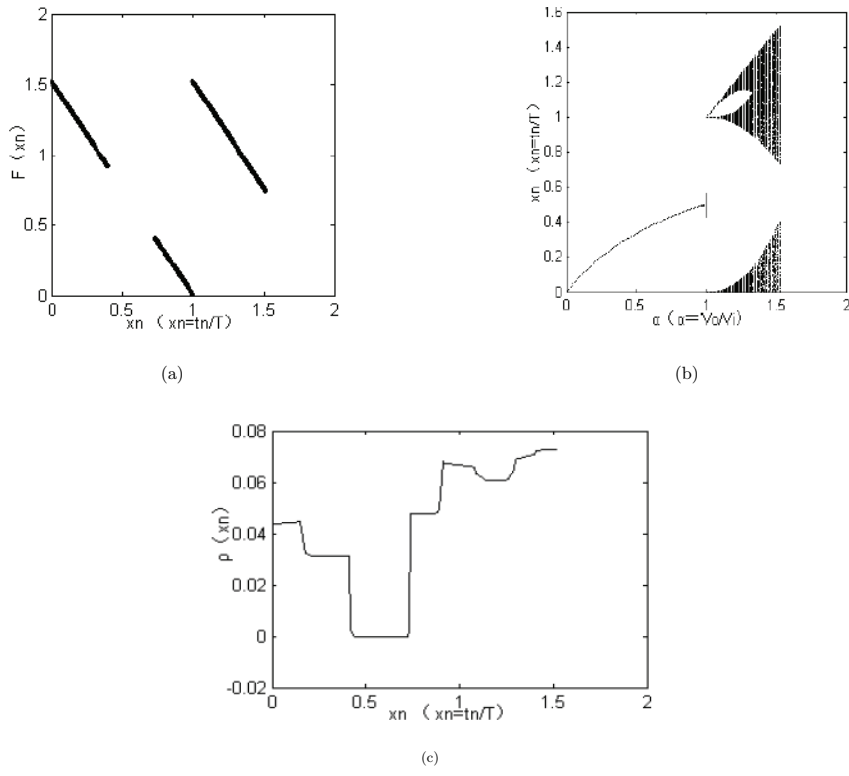 2
1.5
1
0.5
0
F (xn)
0 0.5 1 1.5 2
xn (xn=tn/T)
(a)
1.6
1.4
1.2
1
0.8
0.6
0.4
0.2
0
xn (xn=tn/T)
0 0.5 1 1.5 2
α (α=Vo/Vi)
(b)
0.08
0.06
0.04
0.02
0
-0.02
ρ (xn)
0 0.5 1 1.5 2
xn (xn=tn/T)
(c)